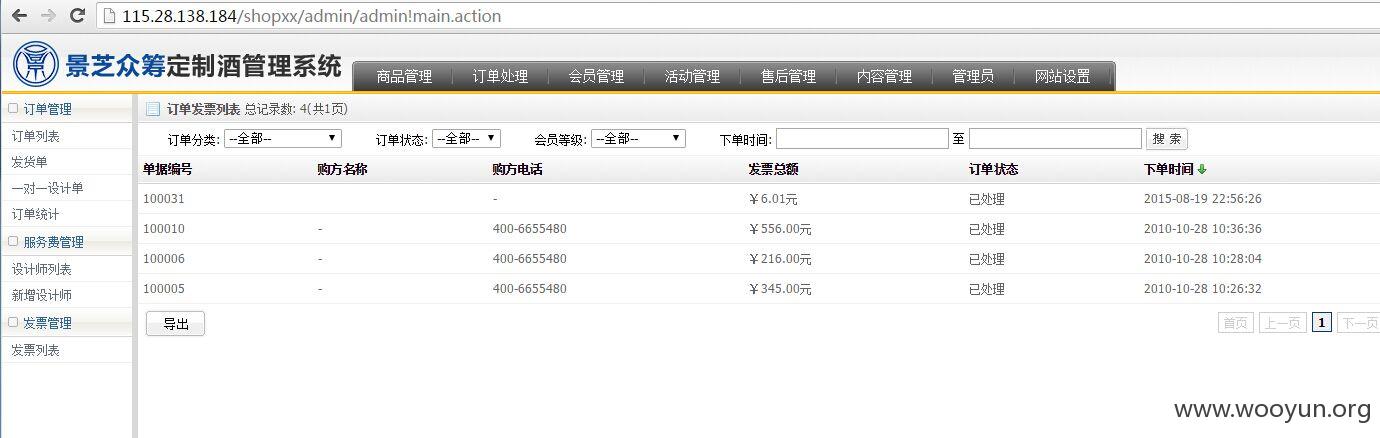 115.28.138.184/shopxx/admin/admin!main.action
景芝众筹定制酒管理系统
商品管理 订单处理 会员管理 活动管理 售后管理 内容管理 管理员 网站设置
订单管理
订单列表
发货单
一对一设计单
订单统计
服务费管理
设计师列表
新增设计师
发票管理
发票列表
订单发票列表 总记录数: 4(共1页)
订单分类: --全部-- 订单状态: --全部-- 会员等级: --全部-- 下单时间: 至 搜 索
单据编号 购方名称 购方电话 发票总额 订单状态 下单时间
100031 - ￥6.01元 已处理 2015-08-19 22:56:26
100010 - 400-6655480 ￥556.00元 已处理 2010-10-28 10:36:36
100006 - 400-6655480 ￥216.00元 已处理 2010-10-28 10:28:04
100005 - 400-6655480 ￥345.00元 已处理 2010-10-28 10:26:32
导出
首页 上一页 1 下一页
www.wooyun.org